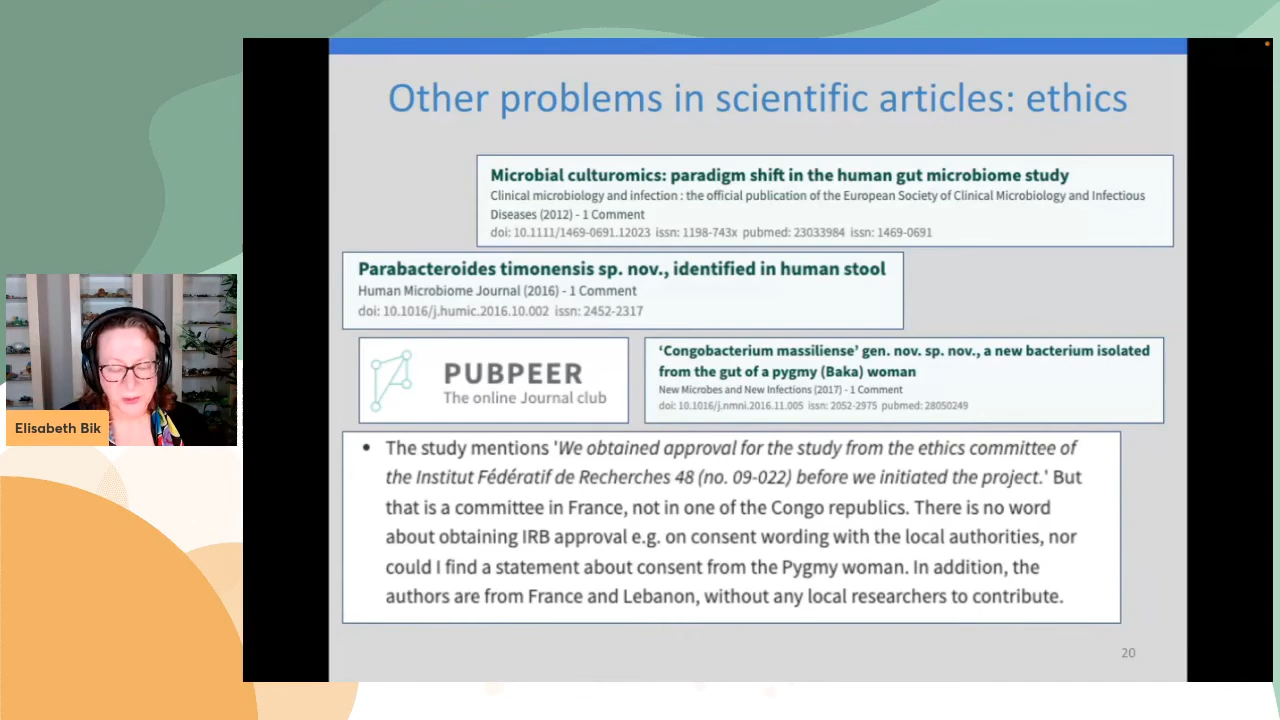 Other problems in scientific articles: ethics
Microbial culturomics: paradigm shift in the human gut microbiome study
Clinical microbiology and infection : the official publication of the European Society of Clinical Microbiology and Infectious
Diseases (2012) - 1 Comment
doi: 10.1111/1469-0691.12023 issn: 1198-743x pubmed: 23033984 issn: 1469-0691
Parabacteroides timonensis sp. nov., identified in human stool
Human Microbiome Journal (2016) - 1 Comment
doi: 10.1016/j.humic.2016.10.002 issn: 2452-2317
PUBPEER
The online Journal club
‘Congobacterium massiliense’ gen. nov. sp. nov., a new bacterium isolated
from the gut of a pygmy (Baka) woman
New Microbes and New Infections (2017) - 1 Comment
doi: 10.1016/j.nmni.2016.11.005 issn: 2052-2975 pubmed: 28050249
Elisabeth Bik
• The study mentions 'We obtained approval for the study from the ethics committee of
the Institut Fédératif de Recherches 48 (no. 09-022) before we initiated the project.' But
that is a committee in France, not in one of the Congo republics. There is no word
about obtaining IRB approval e.g. on consent wording with the local authorities, nor
could I find a statement about consent from the Pygmy woman. In addition, the
authors are from France and Lebanon, without any local researchers to contribute.
20